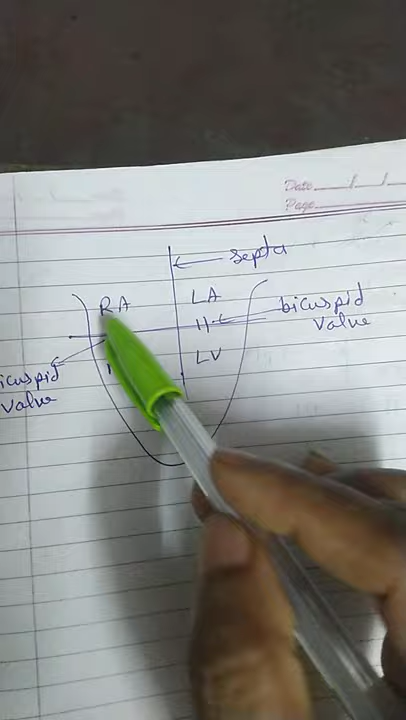 Date / /
Page
septa
RA
LA
bicuspid
valve
LV
icuspid
valve